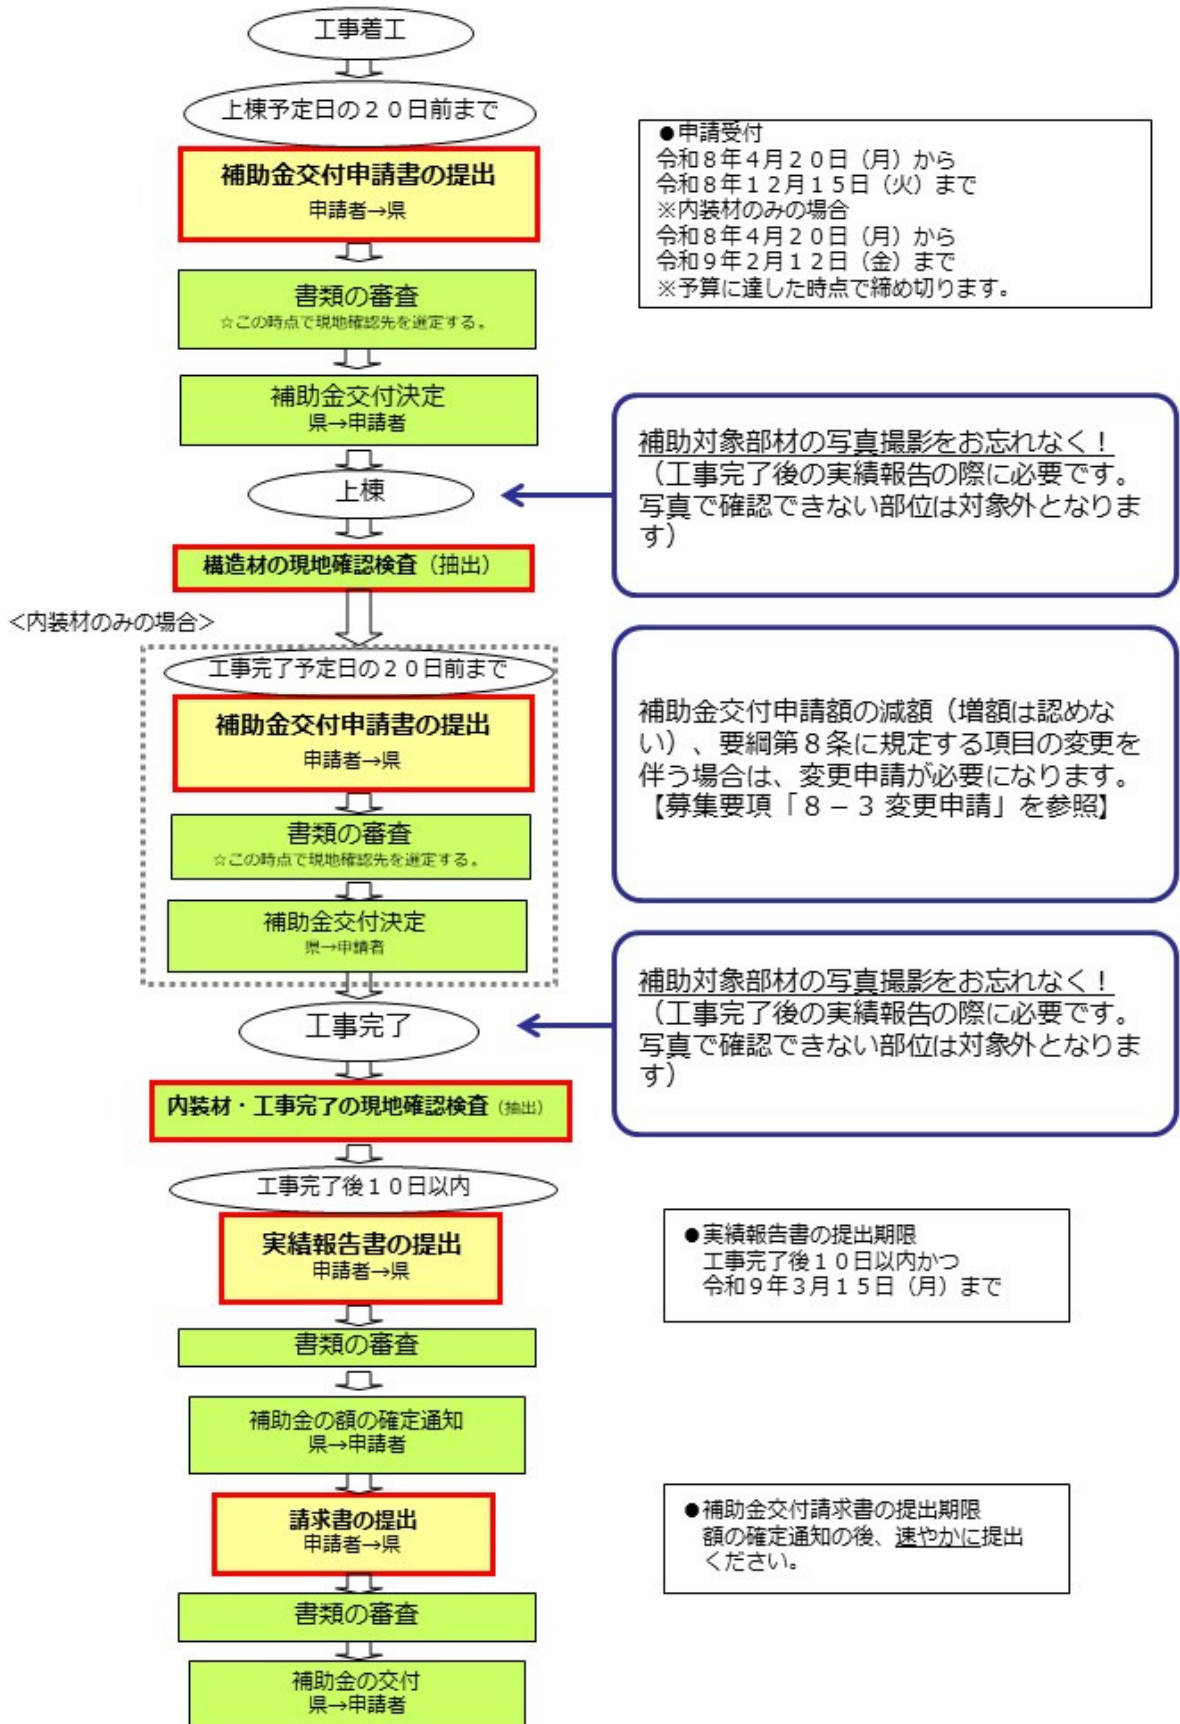 工事着工
上棟予定日の２０日前まで
補助金交付申請書の提出
申請者→県
●申請受付
令和８年４月２０日（月）から
令和８年１２月１５日（火）まで
※内装材のみの場合
令和８年４月２０日（月）から
令和９年２月１２日（金）まで
※予算に達した時点で締め切ります。
書類の審査
☆この時点で現地確認先を選定する。
補助金交付決定
県→申請者
上棟
補助対象部材の写真撮影をお忘れなく！
（工事完了後の実績報告の際に必要です。
写真で確認できない部位は対象外となりま
す）
構造材の現地確認検査（抽出）
＜内装材のみの場合＞
工事完了予定日の２０日前まで
補助金交付申請書の提出
申請者→県
書類の審査
☆この時点で現地確認先を選定する。
補助金交付決定
県→申請者
補助金交付申請額の減額（増額は認めな
い）、要綱第８条に規定する項目の変更を
伴う場合は、変更申請が必要になります。
【募集要項「８－３ 変更申請」を参照】
工事完了
補助対象部材の写真撮影をお忘れなく！
（工事完了後の実績報告の際に必要です。
写真で確認できない部位は対象外となりま
す）
内装材・工事完了の現地確認検査（抽出）
工事完了後１０日以内
実績報告書の提出
申請者→県
●実績報告書の提出期限
工事完了後１０日以内かつ
令和９年３月１５日（月）まで
書類の審査
補助金の額の確定通知
県→申請者
請求書の提出
申請者→県
●補助金交付請求書の提出期限
額の確定通知の後、速やかに提出
ください。
書類の審査
補助金の交付
県→申請者